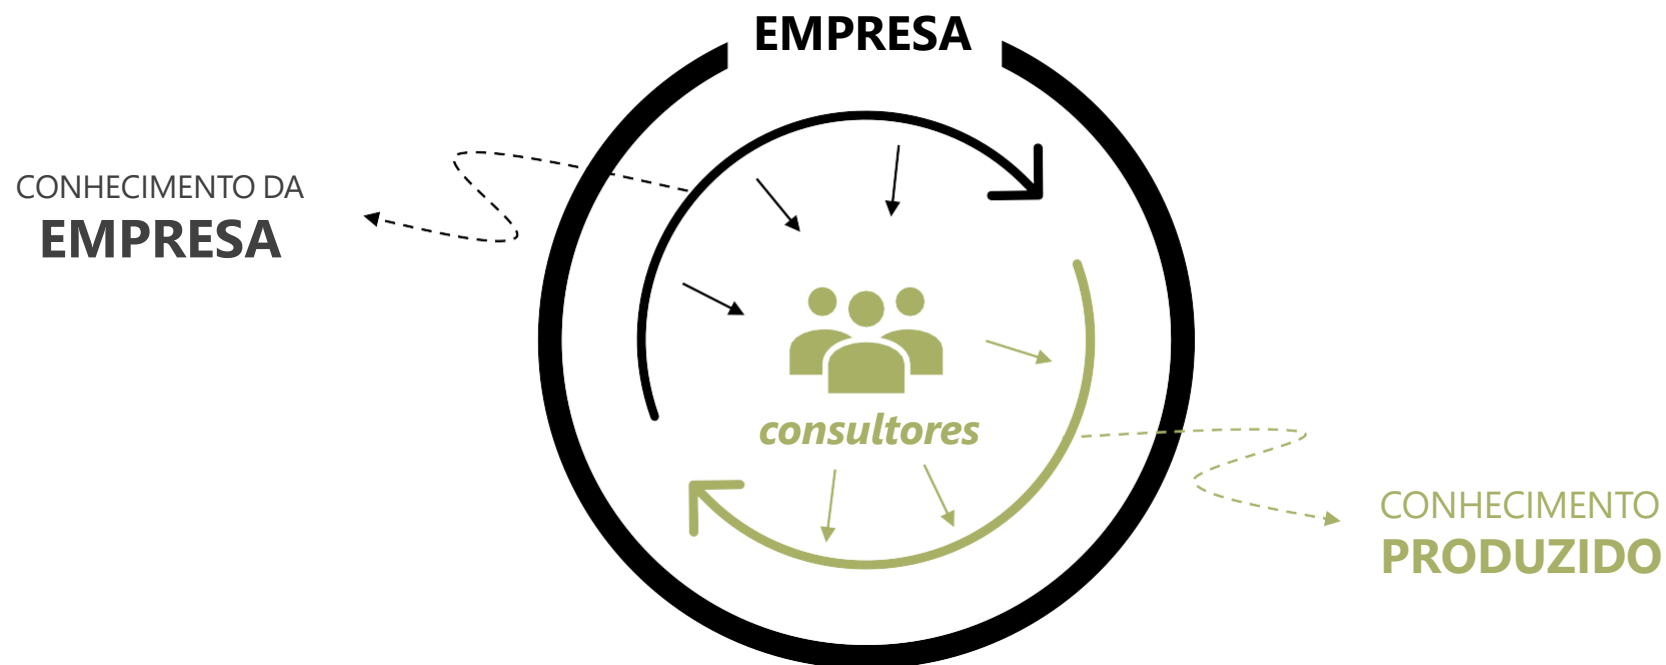 EMPRESA
CONHECIMENTO DA
EMPRESA
consultores
CONHECIMENTO
PRODUZIDO